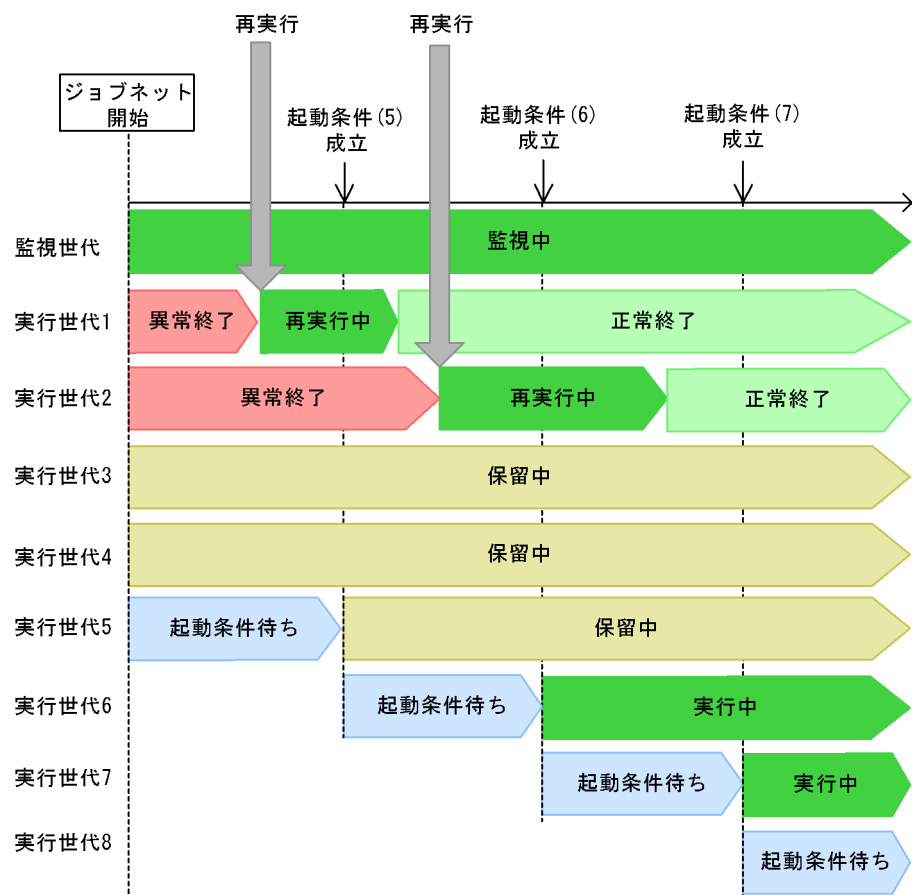 再実行
再実行
ジョブネット
開始
起動条件(5)
成立
起動条件(6)
成立
起動条件(7)
成立
監視世代
監視中
実行世代1
異常終了
再実行中
正常終了
実行世代2
異常終了
再実行中
正常終了
実行世代3
保留中
実行世代4
保留中
実行世代5
起動条件待ち
保留中
実行世代6
起動条件待ち
実行中
実行世代7
起動条件待ち
実行中
実行世代8
起動条件待ち